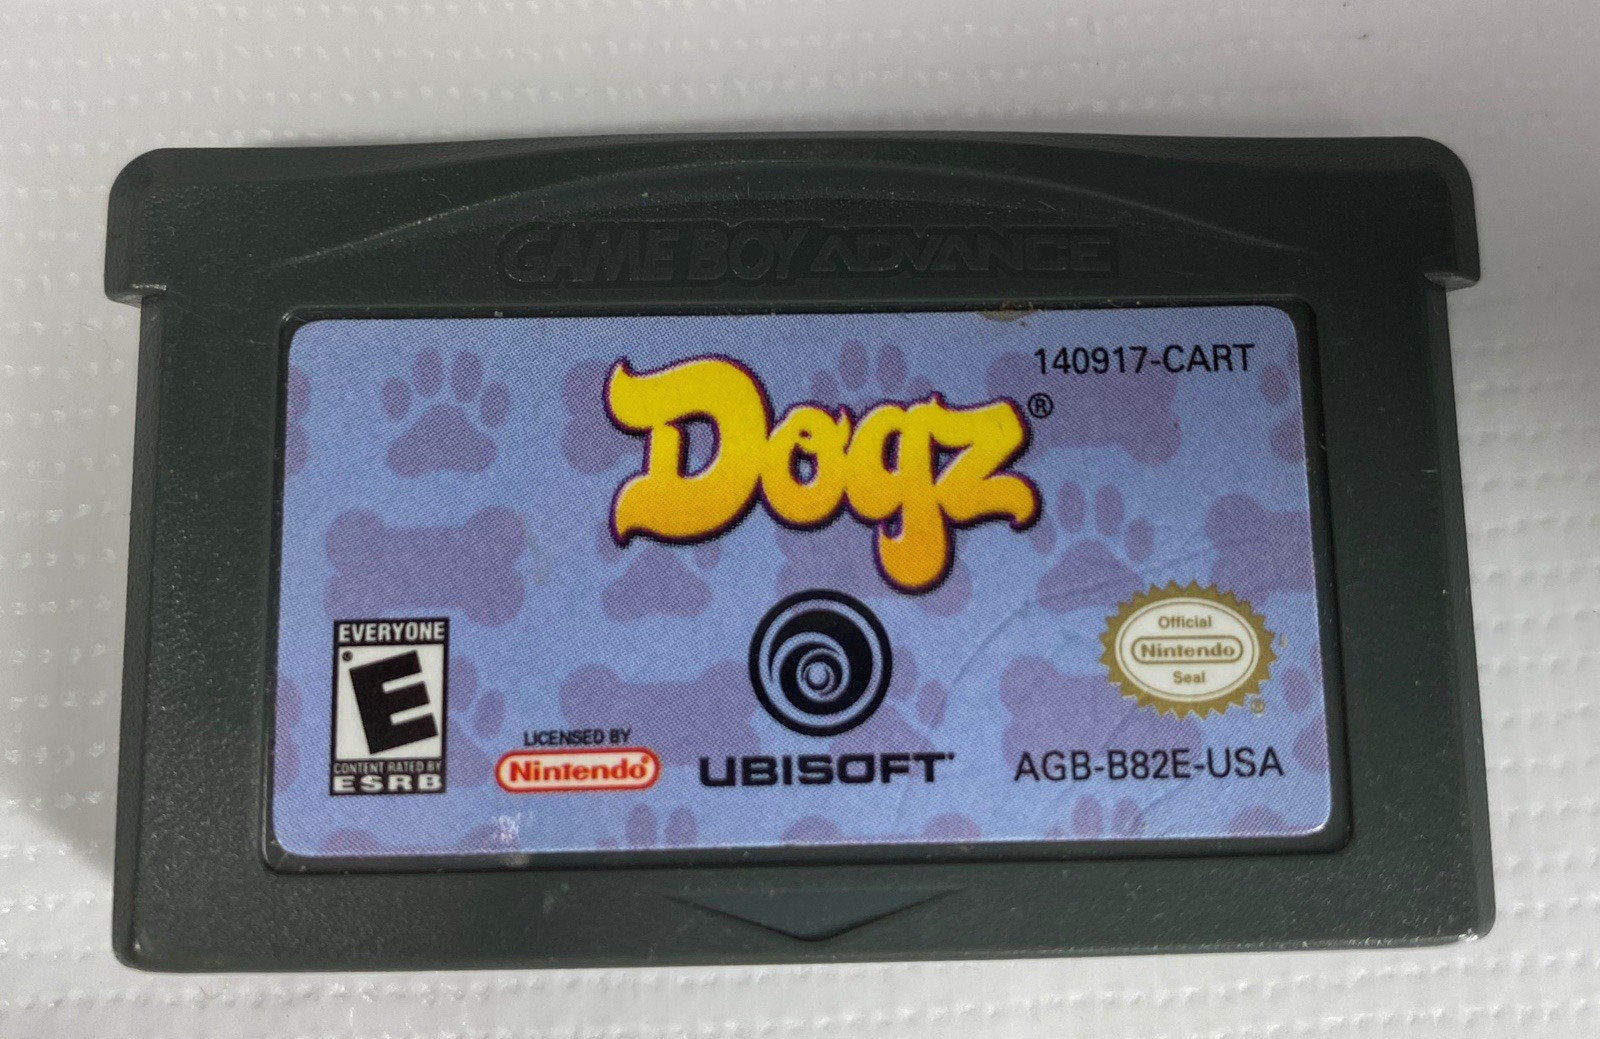 GAME BOY ADVANCE
140917-CART
Dogz®
EVERYONE
E
CONTENT RATED BY
ESRB
LICENSED BY
Nintendo®
UBISOFT
Official
Nintendo
Seal
AGB-B82E-USA